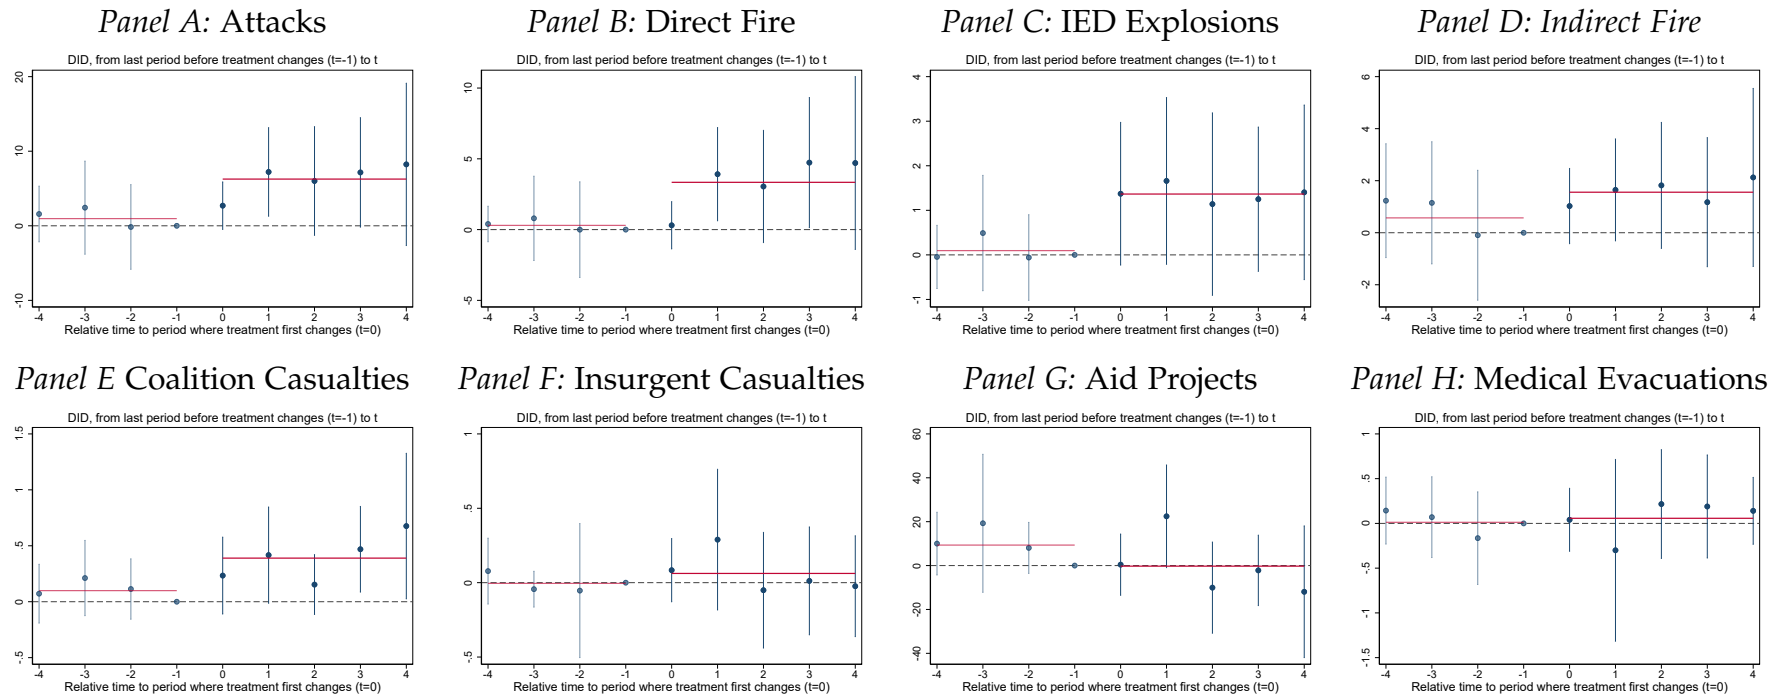 Panel A: Attacks
DID, from last period before treatment changes (t=-1) to t
20
10
0
-10
-4 -3 -2 -1 0 1 2 3 4
Relative time to period where treatment first changes (t=0)
Panel B: Direct Fire
DID, from last period before treatment changes (t=-1) to t
10
5
0
-5
-4 -3 -2 -1 0 1 2 3 4
Relative time to period where treatment first changes (t=0)
Panel C: IED Explosions
DID, from last period before treatment changes (t=-1) to t
4
3
2
1
0
-1
-4 -3 -2 -1 0 1 2 3 4
Relative time to period where treatment first changes (t=0)
Panel D: Indirect Fire
DID, from last period before treatment changes (t=-1) to t
6
4
2
0
-2
-4 -3 -2 -1 0 1 2 3 4
Relative time to period where treatment first changes (t=0)
Panel E Coalition Casualties
DID, from last period before treatment changes (t=-1) to t
1.5
1
.5
0
-.5
-4 -3 -2 -1 0 1 2 3 4
Relative time to period where treatment first changes (t=0)
Panel F: Insurgent Casualties
DID, from last period before treatment changes (t=-1) to t
1
.5
0
-.5
-4 -3 -2 -1 0 1 2 3 4
Relative time to period where treatment first changes (t=0)
Panel G: Aid Projects
DID, from last period before treatment changes (t=-1) to t
60
40
20
0
-20
-40
-4 -3 -2 -1 0 1 2 3 4
Relative time to period where treatment first changes (t=0)
Panel H: Medical Evacuations
DID, from last period before treatment changes (t=-1) to t
1
.5
0
-.5
-1
-1.5
-4 -3 -2 -1 0 1 2 3 4
Relative time to period where treatment first changes (t=0)